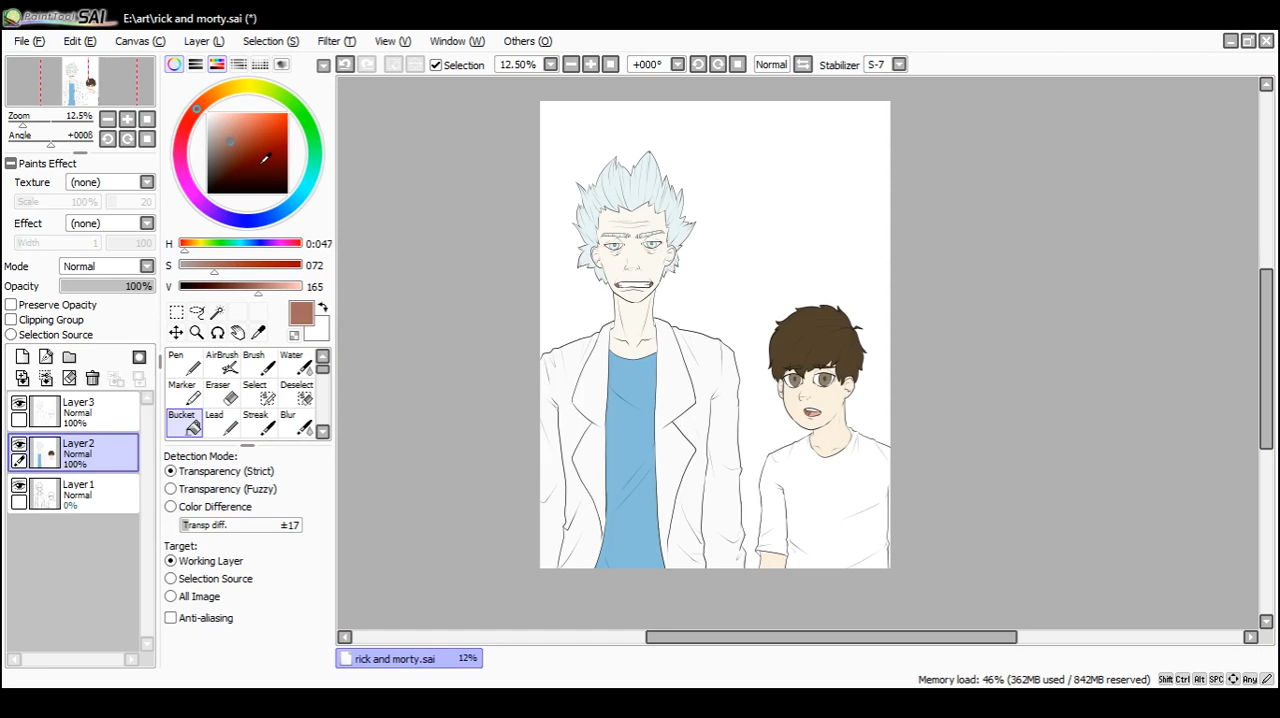 PaintTool SAI E:\art\rick and morty.sai (*)
File (F) Edit (E) Canvas (C) Layer (L) Selection (S) Filter (T) View (V) Window (W) Others (O)
Selection 12.50% +000° Normal Stabilizer S-7
Zoom 12.5%
Angle +000ß
Paints Effect
Texture (none)
Scale 100% 20
Effect (none)
Width 1 100
Mode Normal
Opacity 100%
Preserve Opacity
Clipping Group
Selection Source
Layer3
Normal
100%
Layer2
Normal
100%
Layer1
Normal
0%
H 0:047
S 072
V 165
Pen AirBrush Brush Water
Marker Eraser Select Deselect
Bucket Lead Streak Blur
Detection Mode:
Transparency (Strict)
Transparency (Fuzzy)
Color Difference
Transp diff. ±17
Target:
Working Layer
Selection Source
All Image
Anti-aliasing
rick and morty.sai 12%
Memory load: 46% (362MB used / 842MB reserved) Shift Ctrl Alt SPC Any